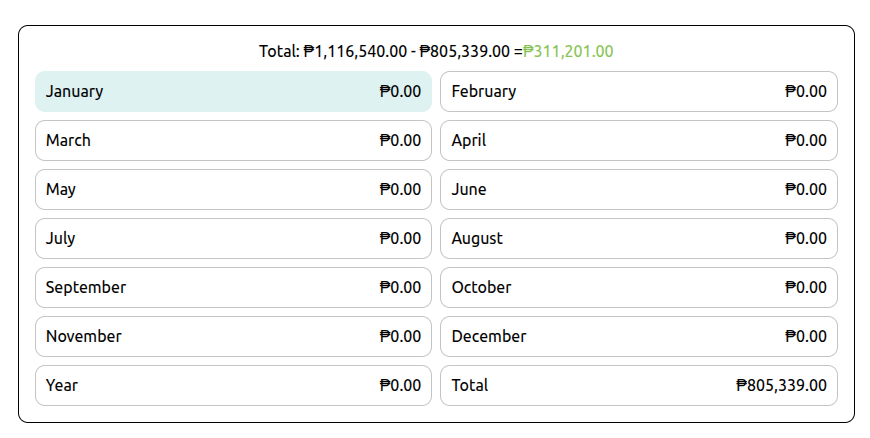 Total: ₱1,116,540.00 - ₱805,339.00 =₱311,201.00
January ₱0.00
February ₱0.00
March ₱0.00
April ₱0.00
May ₱0.00
June ₱0.00
July ₱0.00
August ₱0.00
September ₱0.00
October ₱0.00
November ₱0.00
December ₱0.00
Year ₱0.00
Total ₱805,339.00